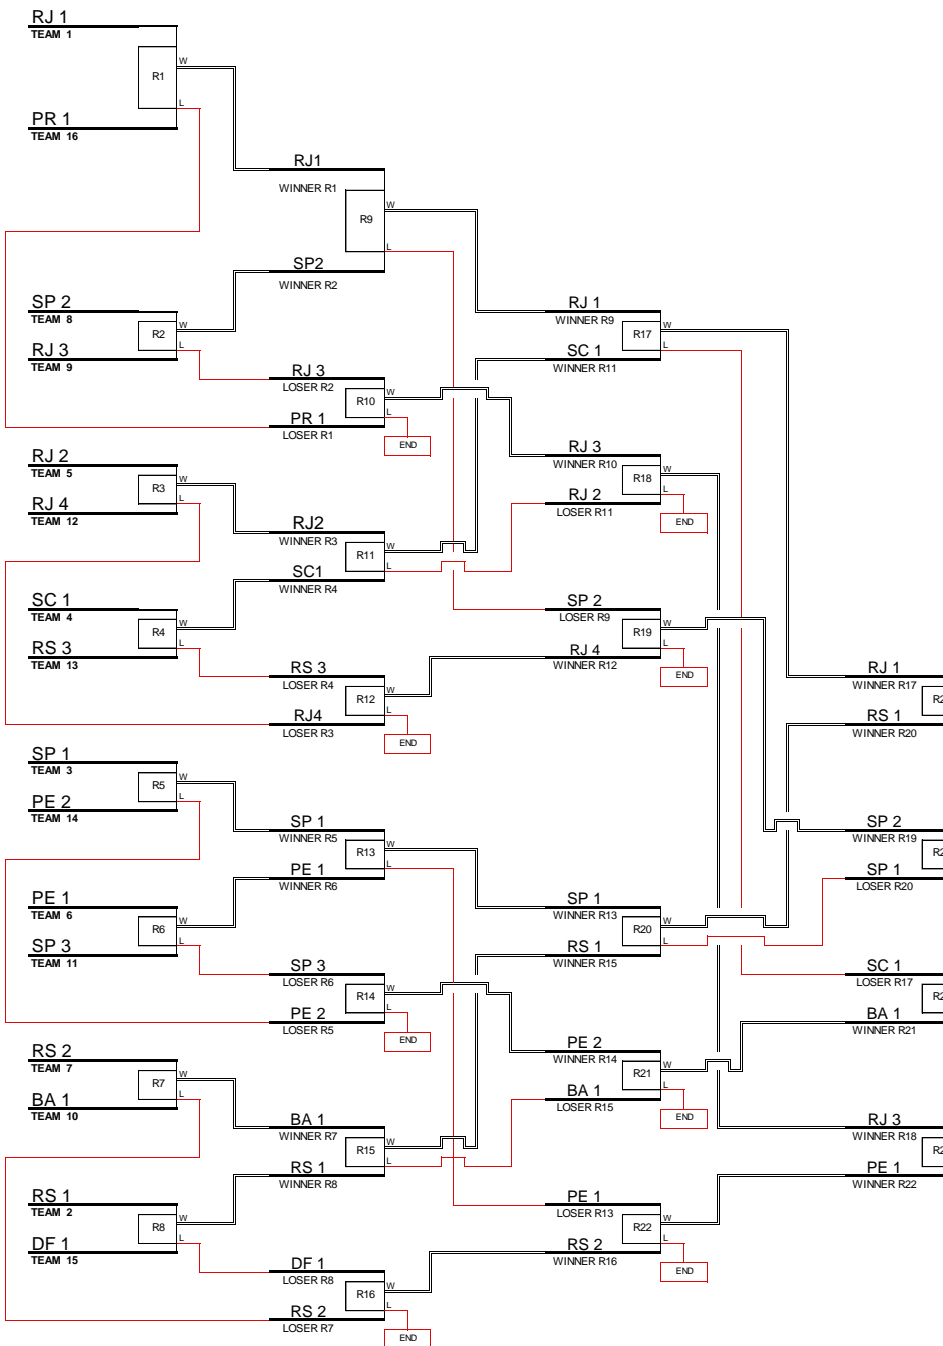 RJ 1
TEAM 1
W
R1
L
PR 1
TEAM 16
RJ1
WINNER R1
W
R9
L
SP2
WINNER R2
SP 2
TEAM 8
W
R2
L
RJ 3
TEAM 9
RJ 3
LOSER R2
W
R10
L
PR 1
LOSER R1
END
RJ 1
WINNER R9
W
R17
L
SC 1
WINNER R11
RJ 2
TEAM 5
W
R3
L
RJ 4
TEAM 12
RJ2
WINNER R3
W
R11
L
SC1
WINNER R4
RJ 3
WINNER R10
W
R18
L
RJ 2
LOSER R11
END
SC 1
TEAM 4
W
R4
L
RS 3
TEAM 13
RS 3
LOSER R4
W
R12
L
RJ4
LOSER R3
END
SP 2
LOSER R9
W
R19
L
RJ 4
WINNER R12
END
RJ 1
WINNER R17
RS 1
WINNER R20
SP 1
TEAM 3
W
R5
L
PE 2
TEAM 14
SP 1
WINNER R5
W
R13
L
PE 1
WINNER R6
SP 2
WINNER R19
SP 1
LOSER R20
PE 1
TEAM 6
W
R6
L
SP 3
TEAM 11
SP 3
LOSER R6
W
R14
L
PE 2
LOSER R5
END
SP 1
WINNER R13
W
R20
L
RS 1
WINNER R15
SC 1
LOSER R17
BA 1
WINNER R21
RS 2
TEAM 7
W
R7
L
BA 1
TEAM 10
BA 1
WINNER R7
W
R15
L
RS 1
WINNER R8
PE 2
WINNER R14
W
R21
L
BA 1
LOSER R15
END
RJ 3
WINNER R18
PE 1
WINNER R22
RS 1
TEAM 2
W
R8
L
DF 1
TEAM 15
DF 1
LOSER R8
W
R16
L
RS 2
LOSER R7
END
PE 1
LOSER R13
W
R22
L
RS 2
WINNER R16
END